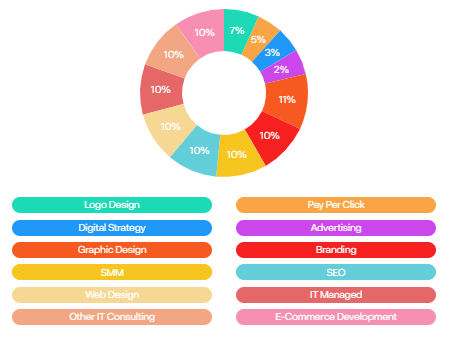 7%
5%
3%
2%
11%
10%
10%
10%
10%
10%
10%
10%
Logo Design
Pay Per Click
Digital Strategy
Advertising
Graphic Design
Branding
SMM
SEO
Web Design
IT Managed
Other IT Consulting
E-Commerce Development